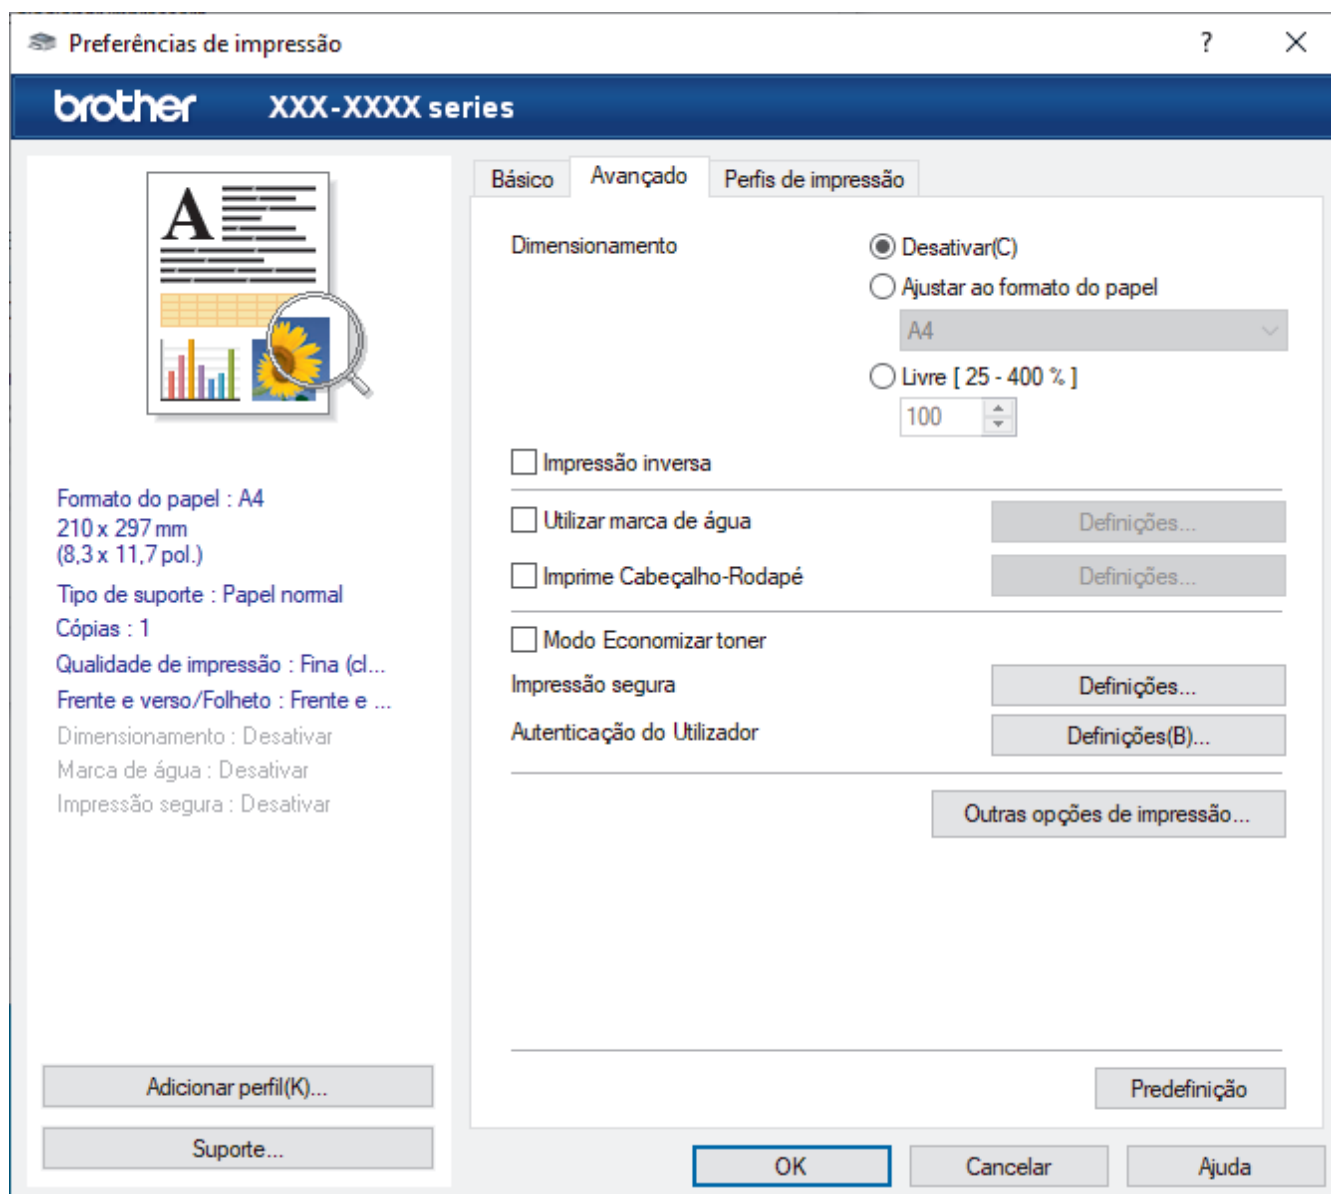 Preferências de impressão
brother XXX-XXXX series
A
Formato do papel : A4
210 x 297 mm
(8,3 x 11,7 pol.)
Tipo de suporte : Papel normal
Cópias : 1
Qualidade de impressão : Fina (cl...
Frente e verso/Folheto : Frente e ...
Dimensionamento : Desativar
Marca de água : Desativar
Impressão segura : Desativar
Adicionar perfil(K)...
Suporte...
Básico Avançado Perfis de impressão
Dimensionamento Desativar(C)
Ajustar ao formato do papel
A4
Livre [ 25 - 400 % ]
100
Impressão inversa
Utilizar marca de água Definições...
Imprime Cabeçalho-Rodapé Definições...
Modo Economizar toner
Impressão segura Definições...
Autenticação do Utilizador Definições(B)...
Outras opções de impressão...
Predefinição
OK Cancelar Ajuda